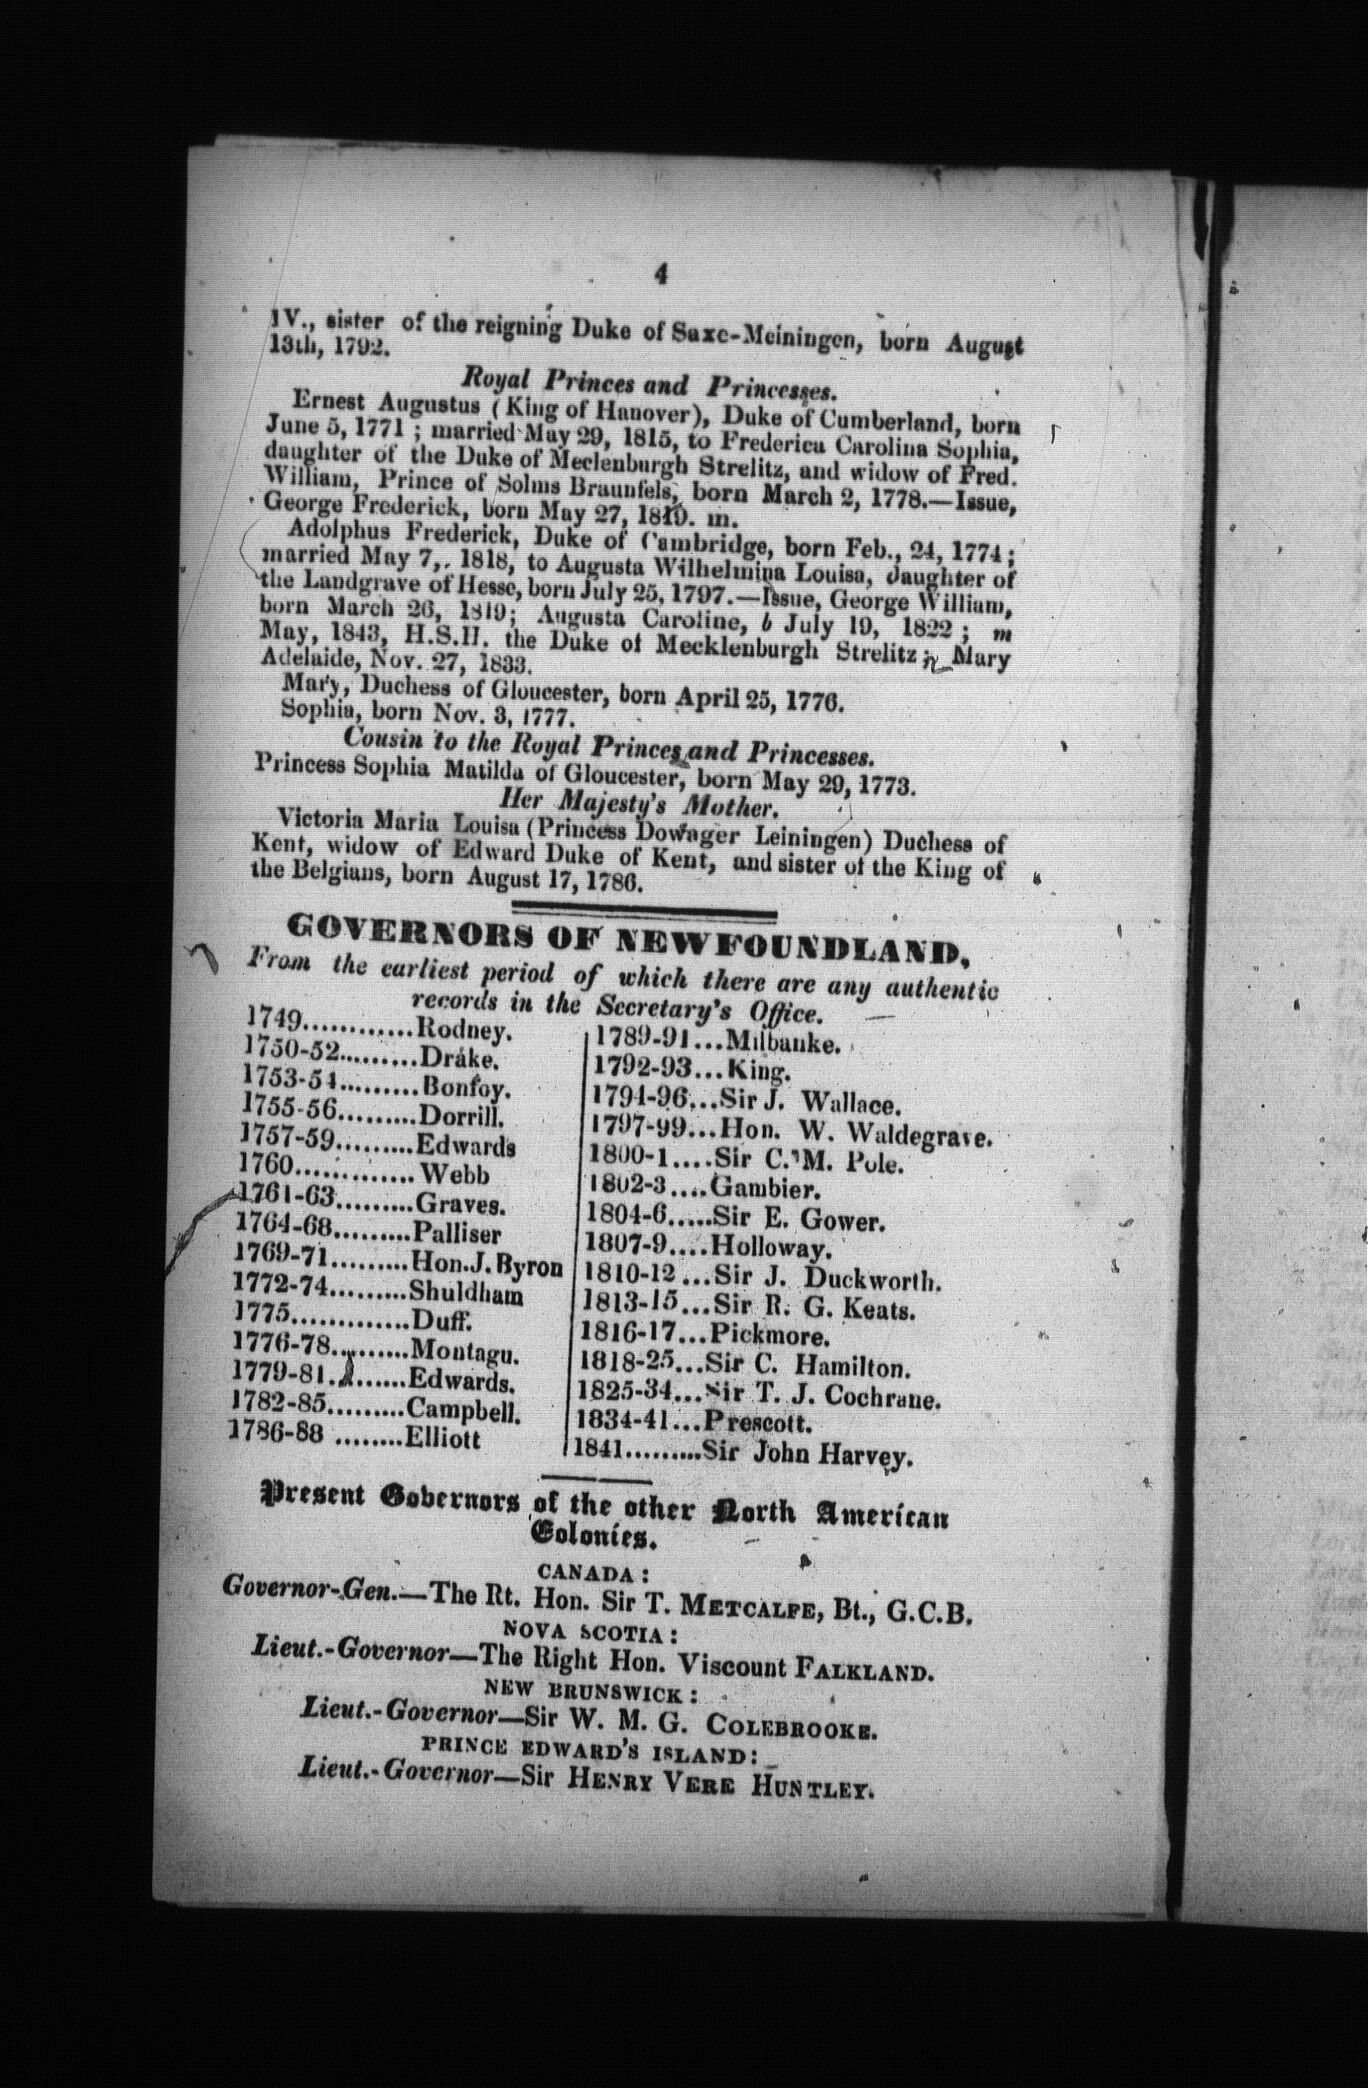 4
IV., sister of the reigning Duke of Saxe-Meiningen, born August
13th, 1792.
Royal Princes and Princesses.
Ernest Augustus (King of Hanover), Duke of Cumberland, born
June 5, 1771 ; married May 29, 1815, to Frederica Carolina Sophia,
daughter of the Duke of Meclenburgh Strelitz, and widow of Fred.
William, Prince of Solms Braunfels, born March 2, 1778.—Issue,
George Frederick, born May 27, 1819. m.
Adolphus Frederick, Duke of Cambridge, born Feb., 24, 1774 ;
married May 7, 1818, to Augusta Wilhelmina Louisa, daughter of
the Landgrave of Hesse, born July 25, 1797.—Issue, George William,
born March 26, 1819; Augusta Caroline, b July 19, 1822 ; m
May, 1843, H.S.H. the Duke of Mecklenburgh Strelitz ; Mary
Adelaide, Nov. 27, 1833.
Mary, Duchess of Gloucester, born April 25, 1776.
Sophia, born Nov. 3, 1777.
Cousin to the Royal Princes and Princesses.
Princess Sophia Matilda of Gloucester, born May 29, 1773.
Her Majesty's Mother.
Victoria Maria Louisa (Princess Dowager Leiningen) Duchess of
Kent, widow of Edward Duke of Kent, and sister of the King of
the Belgians, born August 17, 1786.
GOVERNORS OF NEWFOUNDLAND,
From the earliest period of which there are any authentic
records in the Secretary's Office.
1749............Rodney.
1750-52.........Drake.
1753-54.........Bonfoy.
1755-56.........Dorrill.
1757-59.........Edwards
1760.............Webb
1761-63.........Graves.
1764-68.........Palliser
1769-71.........Hon.J.Byron
1772-74.........Shuldham
1775.............Duff.
1776-78.........Montagu.
1779-81.........Edwards.
1782-85.........Campbell.
1786-88 ........Elliott
1789-91...Milbanke.
1792-93...King.
1794-96...Sir J. Wallace.
1797-99...Hon. W. Waldegrave.
1800-1....Sir C. M. Pole.
1802-3....Gambier.
1804-6.....Sir E. Gower.
1807-9....Holloway.
1810-12...Sir J. Duckworth.
1813-15...Sir R. G. Keats.
1816-17...Pickmore.
1818-25...Sir C. Hamilton.
1825-34...Sir T. J. Cochrane.
1834-41...Prescott.
1841.........Sir John Harvey.
Present Governors of the other North American
Colonies.
CANADA :
Governor-Gen.—The Rt. Hon. Sir T. METCALFE, Bt., G.C.B.
NOVA SCOTIA :
Lieut.-Governor—The Right Hon. Viscount FALKLAND.
NEW BRUNSWICK :
Lieut.-Governor—Sir W. M. G. COLEBROOKE.
PRINCE EDWARD'S ISLAND :
Lieut.-Governor—Sir HENRY VERE HUNTLEY.